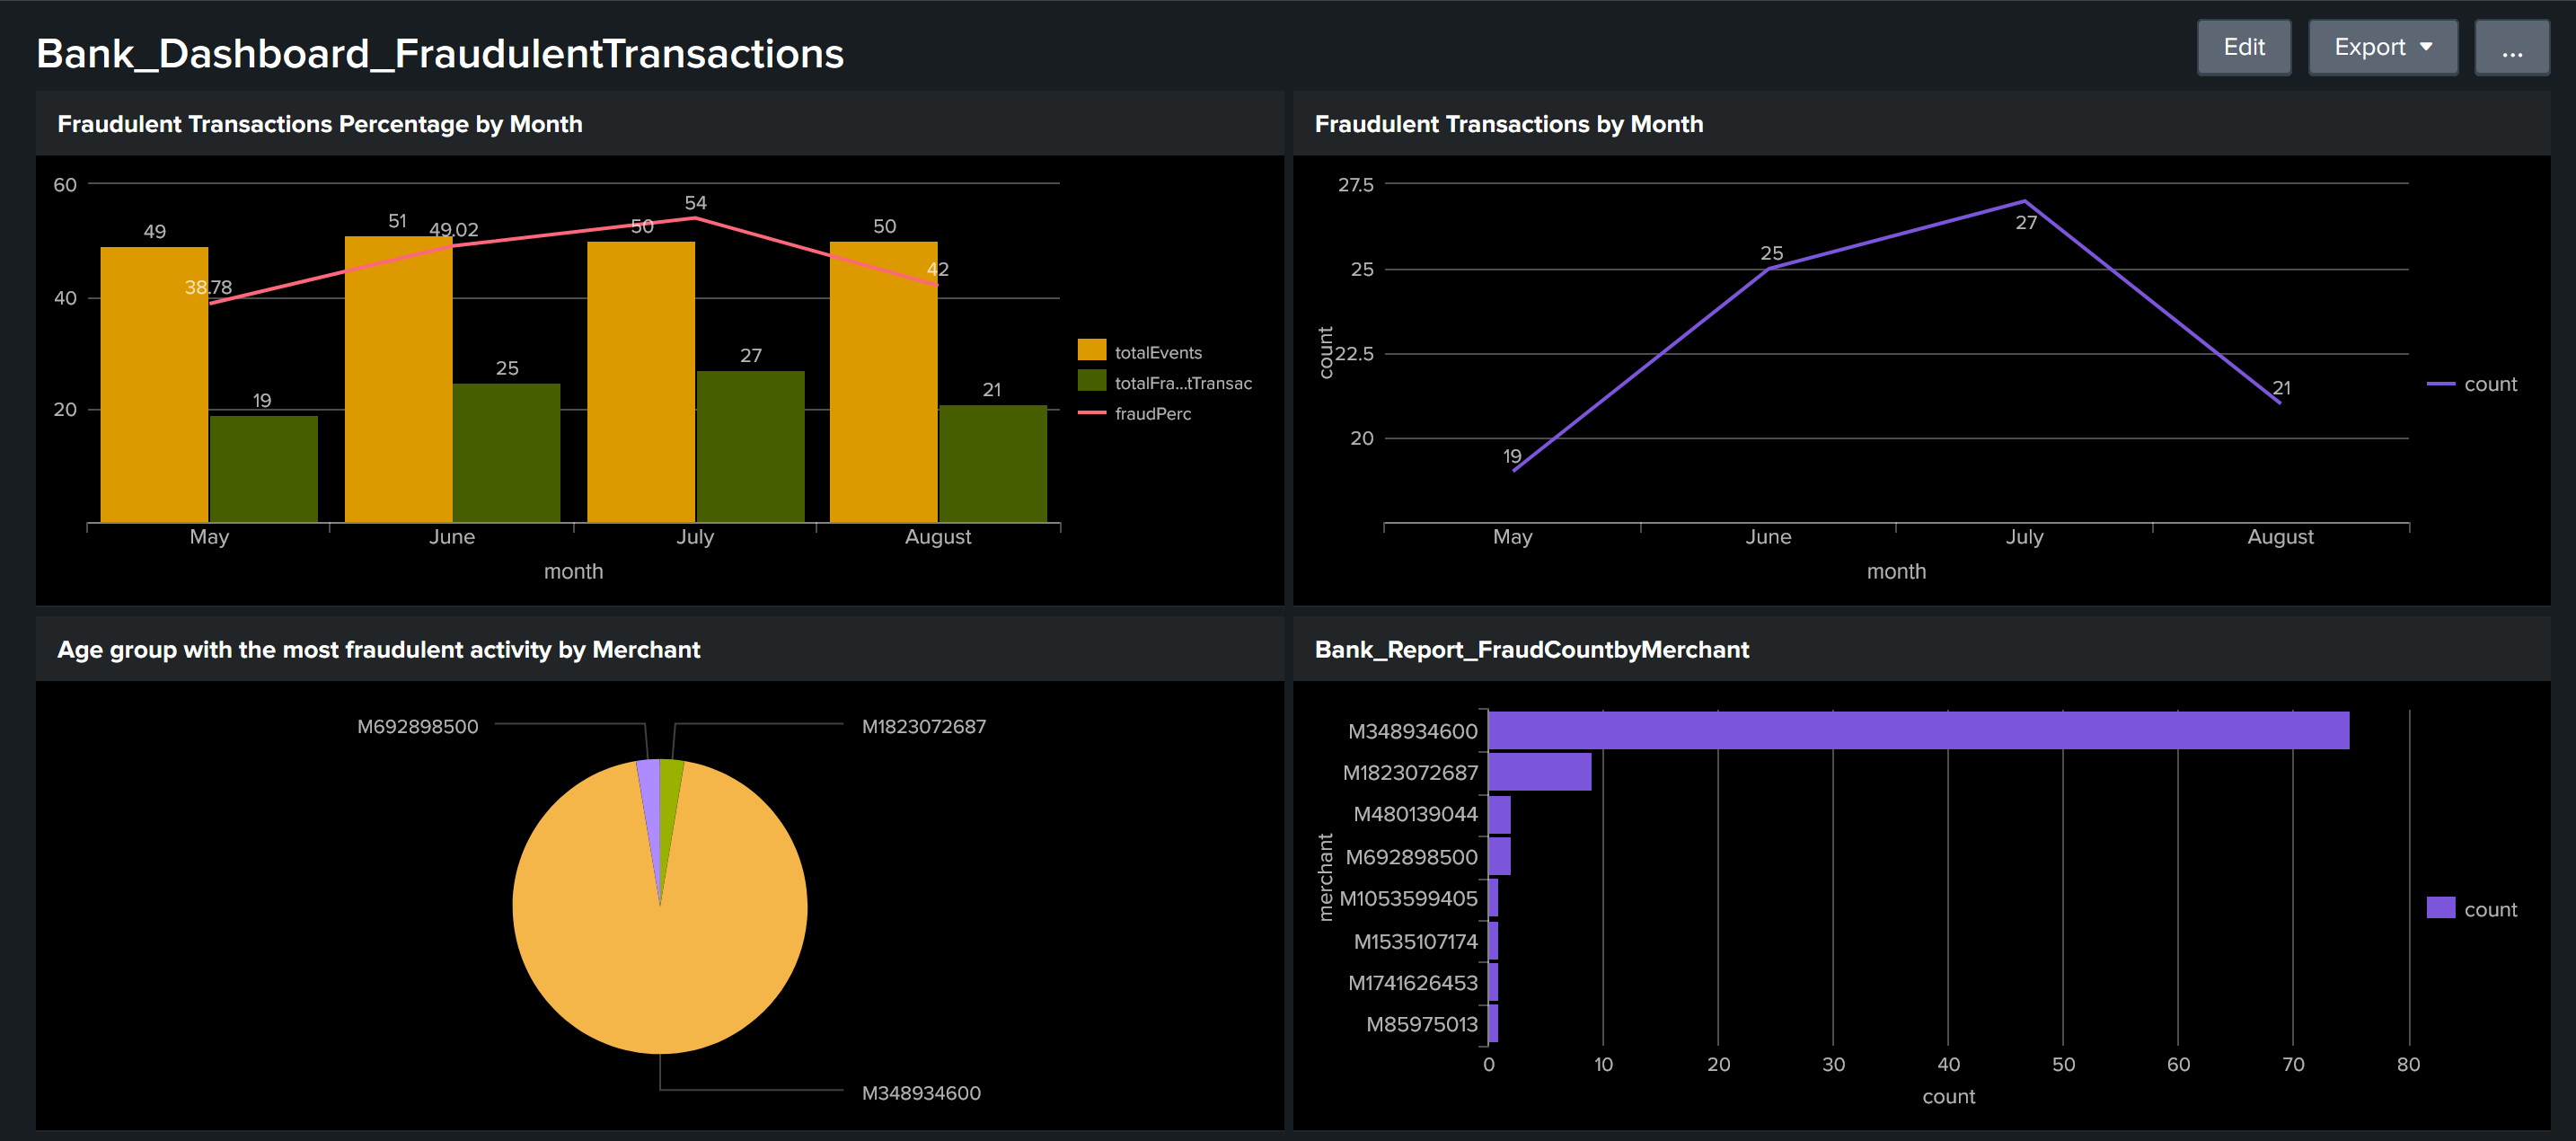 Bank_Dashboard_FraudulentTransactions
Edit
Export
...
Fraudulent Transactions Percentage by Month
60
40
20
49
38.78
19
51
49.02
25
50
54
27
50
42
21
May
June
July
August
month
totalEvents
totalFra...tTransac
fraudPerc
Fraudulent Transactions by Month
27.5
25
22.5
20
count
19
25
27
21
May
June
July
August
month
count
Age group with the most fraudulent activity by Merchant
M692898500
M1823072687
M348934600
Bank_Report_FraudCountbyMerchant
merchant
M348934600
M1823072687
M480139044
M692898500
M1053599405
M1535107174
M1741626453
M85975013
0
10
20
30
40
50
60
70
80
count
count